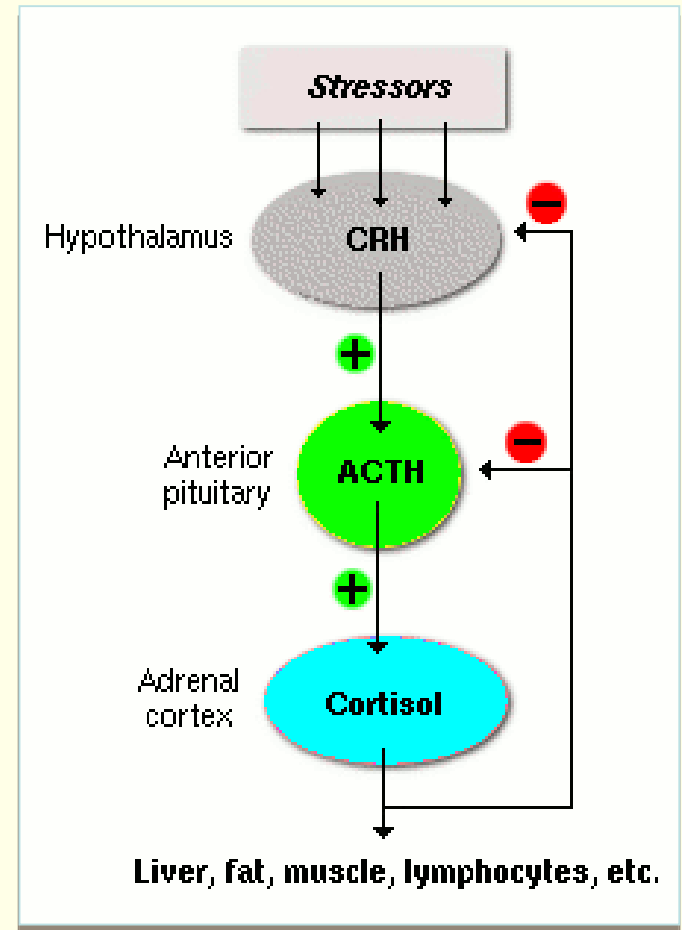 Stressors
Hypothalamus
CRH
−
+
Anterior
pituitary
ACTH
−
+
Adrenal
cortex
Cortisol
Liver, fat, muscle, lymphocytes, etc.